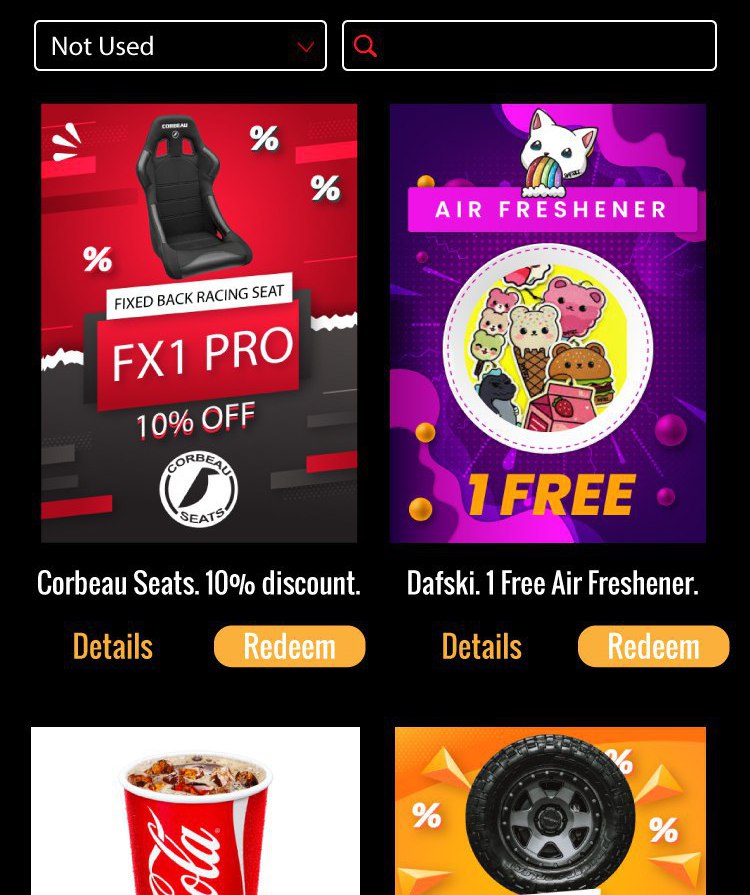 Not Used
CORBEAU
%
%
%
FIXED BACK RACING SEAT
FX1 PRO
10% OFF
CORBEAU
SEATS
AIR FRESHENER
1 FREE
Corbeau Seats. 10% discount.
Dafski. 1 Free Air Freshener.
Details
Redeem
Details
Redeem
%
%
%